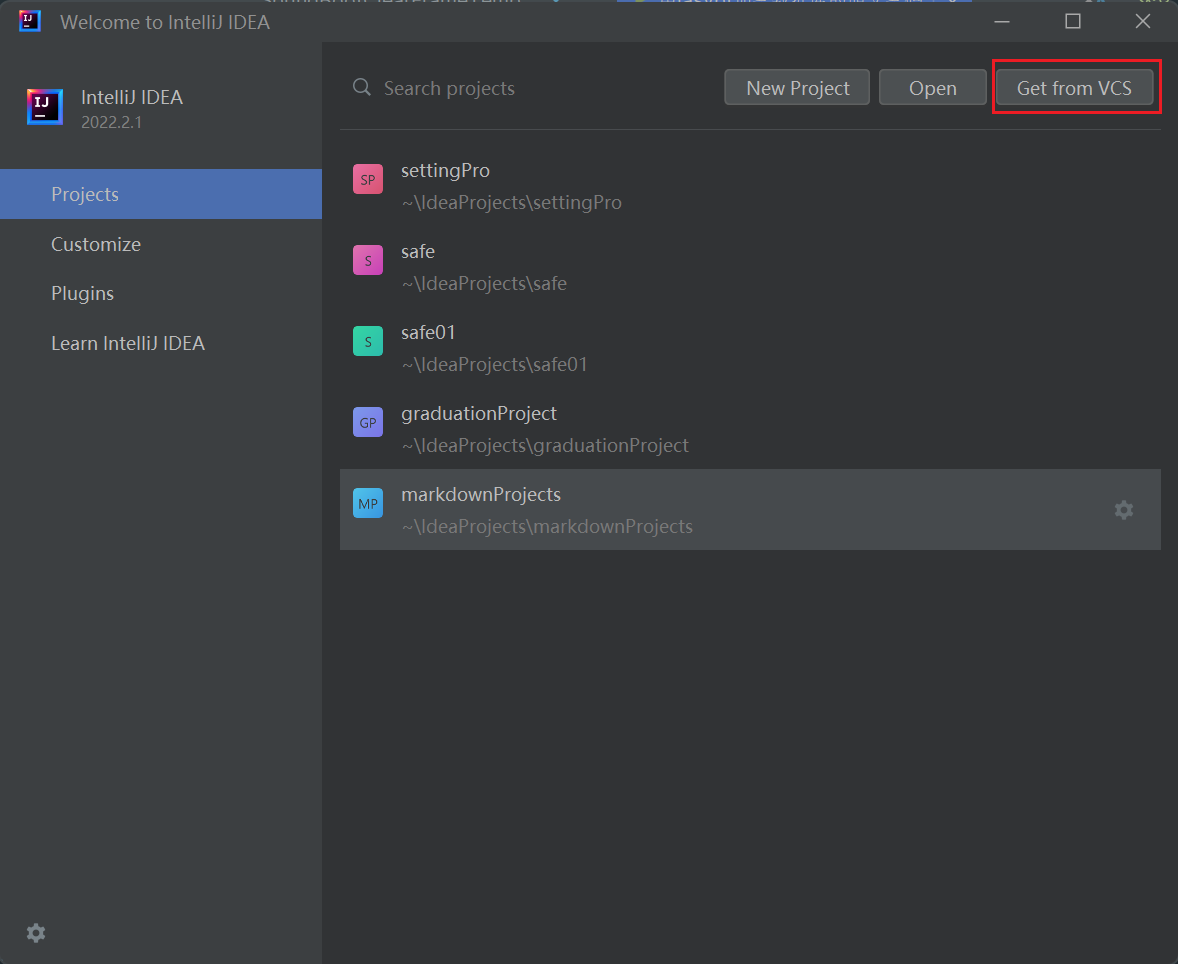 Welcome to IntelliJ IDEA
IJ
IntelliJ IDEA
2022.2.1
Search projects
New Project
Open
Get from VCS
Projects
Customize
Plugins
Learn IntelliJ IDEA
SP
settingPro
~\IdeaProjects\settingPro
S
safe
~\IdeaProjects\safe
S
safe01
~\IdeaProjects\safe01
GP
graduationProject
~\IdeaProjects\graduationProject
MP
markdownProjects
~\IdeaProjects\markdownProjects